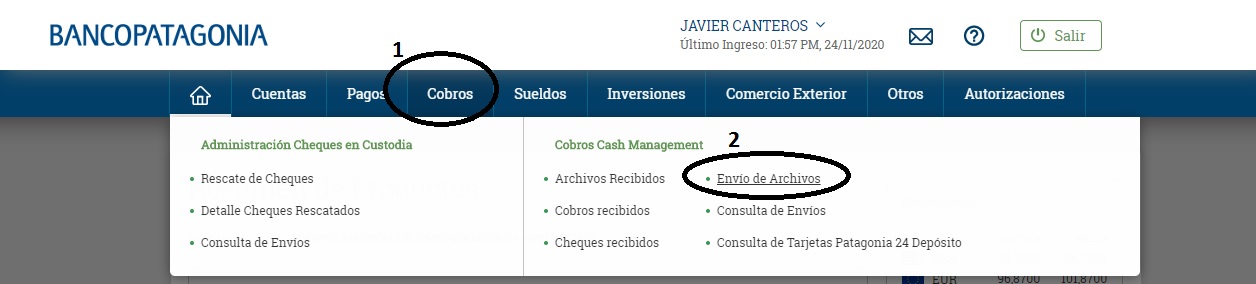 BANCOPATAGONIA
JAVIER CANTEROS
Último Ingreso: 01:57 PM, 24/11/2020
Salir
1
Cuentas Pagos Cobros Sueldos Inversiones Comercio Exterior Otros Autorizaciones
Administración Cheques en Custodia
Rescate de Cheques
Detalle Cheques Rescatados
Consulta de Envíos
Cobros Cash Management
2
Archivos Recibidos
Cobros recibidos
Cheques recibidos
Envío de Archivos
Consulta de Envíos
Consulta de Tarjetas Patagonia 24 Depósito
EUR 96,8700 101,8700